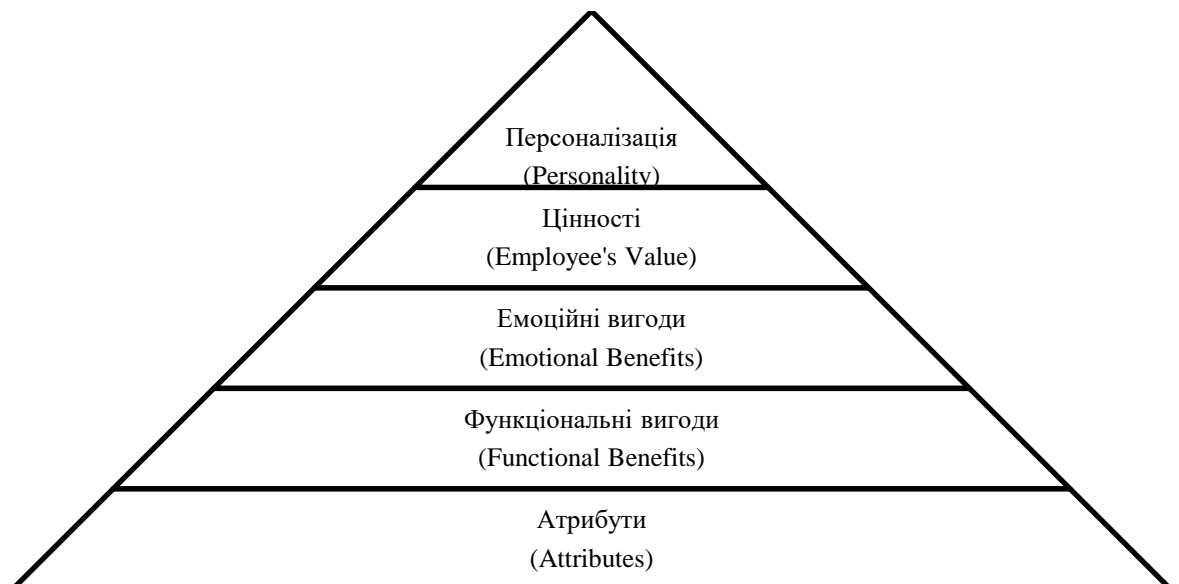 Персоналізація
(Personality)
Цінності
(Employee's Value)
Емоційні вигоди
(Emotional Benefits)
Функціональні вигоди
(Functional Benefits)
Атрибути
(Attributes)